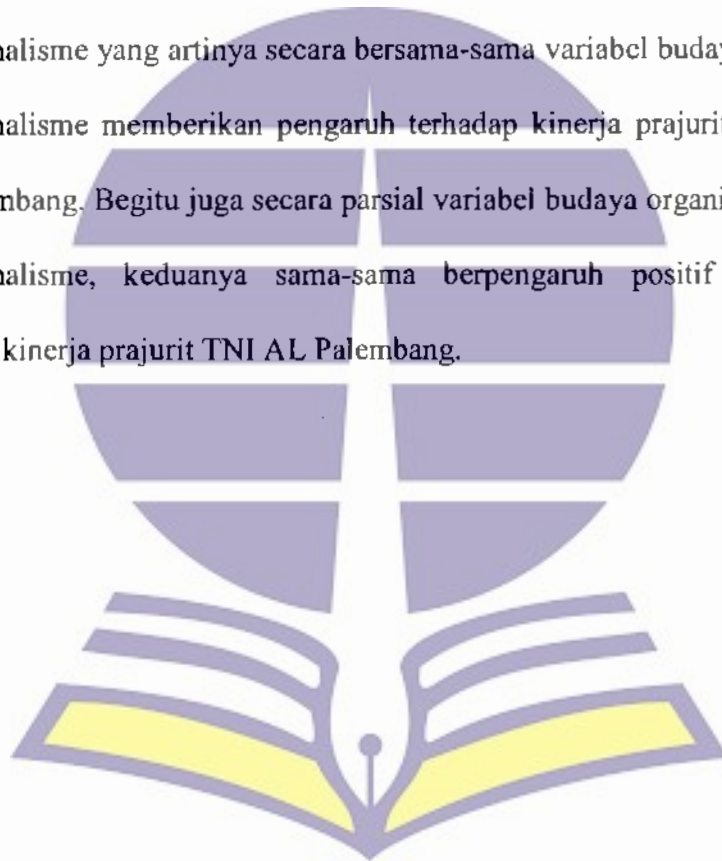 nalisme yang artinya secara bersama-sama variabel buday
nalisme memberikan pengaruh terhadap kinerja prajurit
nbang. Begitu juga secara parsial variabel budaya organi
nalisme, keduanya sama-sama berpengaruh positif
kinerja prajurit TNI AL Palembang.